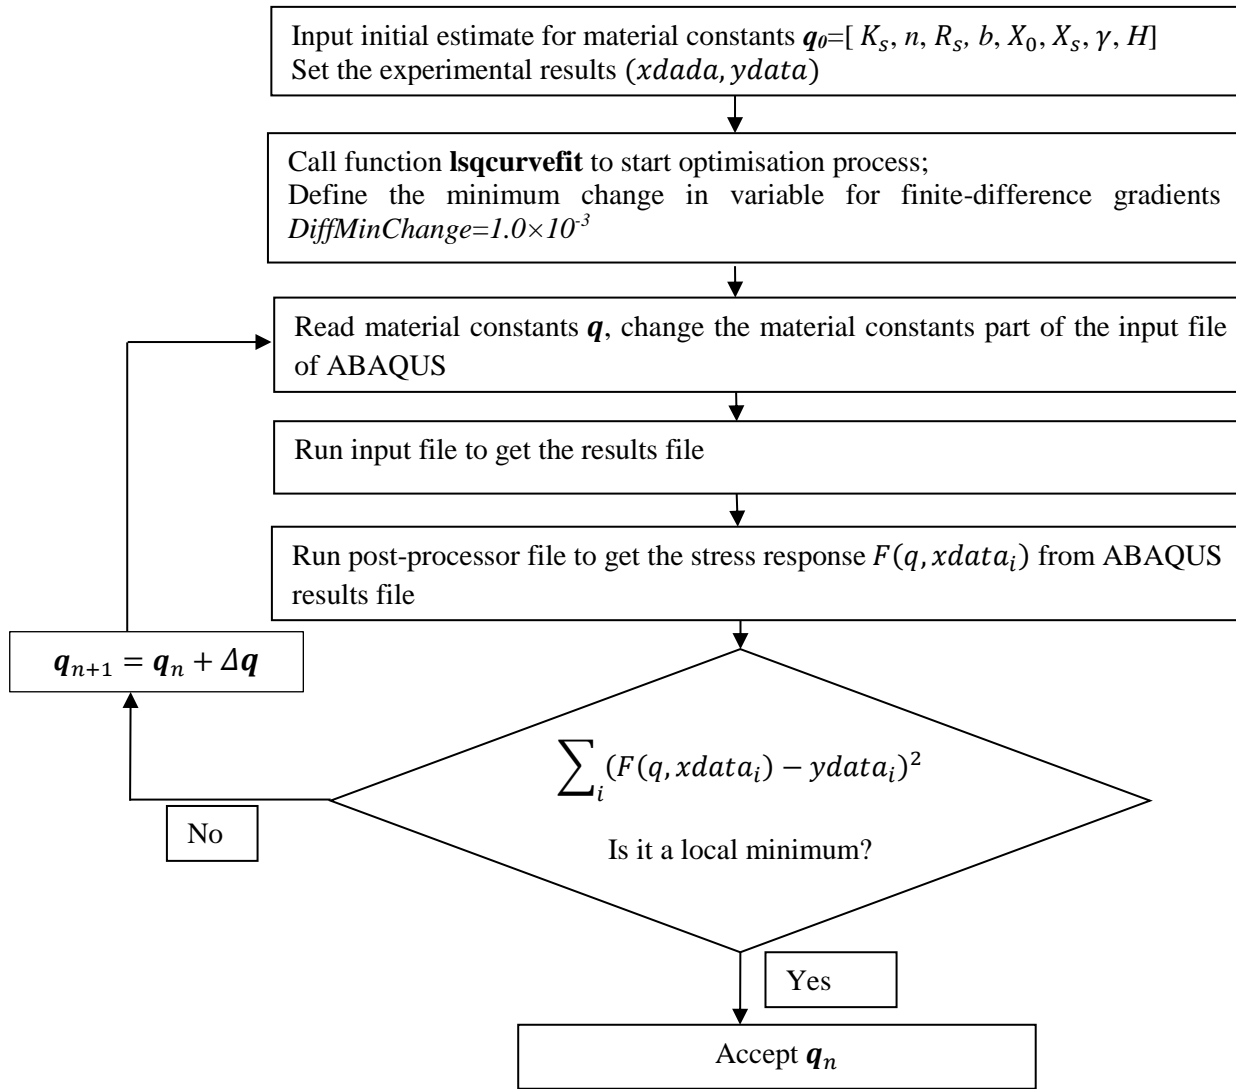 Input initial estimate for material constants q₀=[ Kₛ, n, Rₛ, b, X₀, Xₛ, γ, H]
Set the experimental results (xdada, ydata)
Call function lsqcurvefit to start optimisation process;
Define the minimum change in variable for finite-difference gradients
DiffMinChange=1.0×10⁻³
Read material constants q, change the material constants part of the input file
of ABAQUS
Run input file to get the results file
Run post-processor file to get the stress response F(q, xdataᵢ) from ABAQUS
results file
qₙ₊₁ = qₙ + Δq
∑ᵢ(F(q, xdataᵢ) − ydataᵢ)²
No
Is it a local minimum?
Yes
Accept qₙ